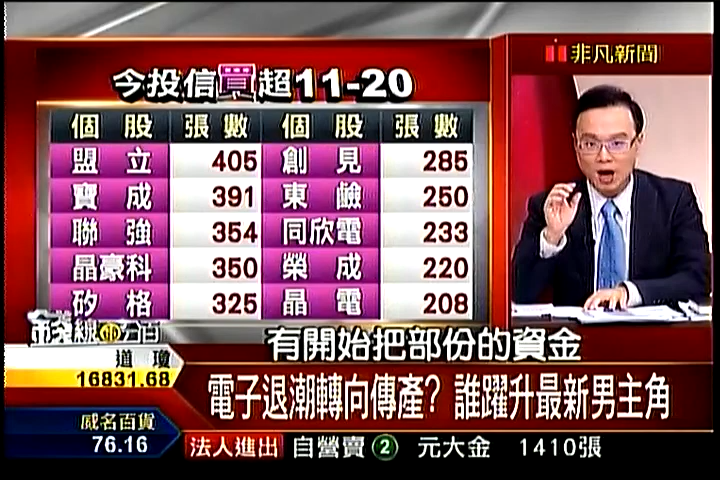 非凡新聞
今投信買超11-20
個股 張數 個股 張數
盟立 405 創見 285
寶成 391 東鹼 250
聯強 354 同欣電 233
晶豪科 350 榮成 220
矽格 325 晶電 208
有開始把部份的資金
道瓊
16831.68
電子退潮轉向傳產? 誰躍升最新男主角
威名百貨
76.16
法人進出 自營賣 2 元大金 1410張